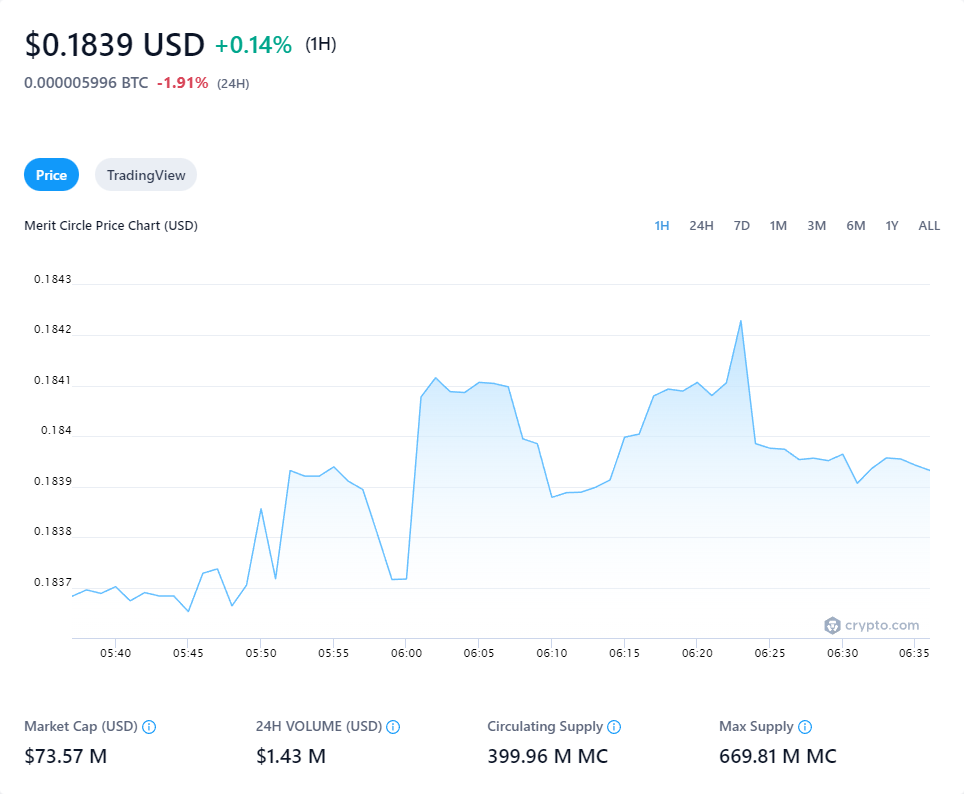 $0.1839 USD +0.14% (1H)
0.000005996 BTC -1.91% (24H)
Price TradingView
Merit Circle Price Chart (USD) 1H 24H 7D 1M 3M 6M 1Y ALL
0.1843
0.1842
0.1841
0.184
0.1839
0.1838
0.1837
crypto.com
05:40 05:45 05:50 05:55 06:00 06:05 06:10 06:15 06:20 06:25 06:30 06:35
Market Cap (USD) 24H VOLUME (USD) Circulating Supply Max Supply
$73.57 M $1.43 M 399.96 M MC 669.81 M MC